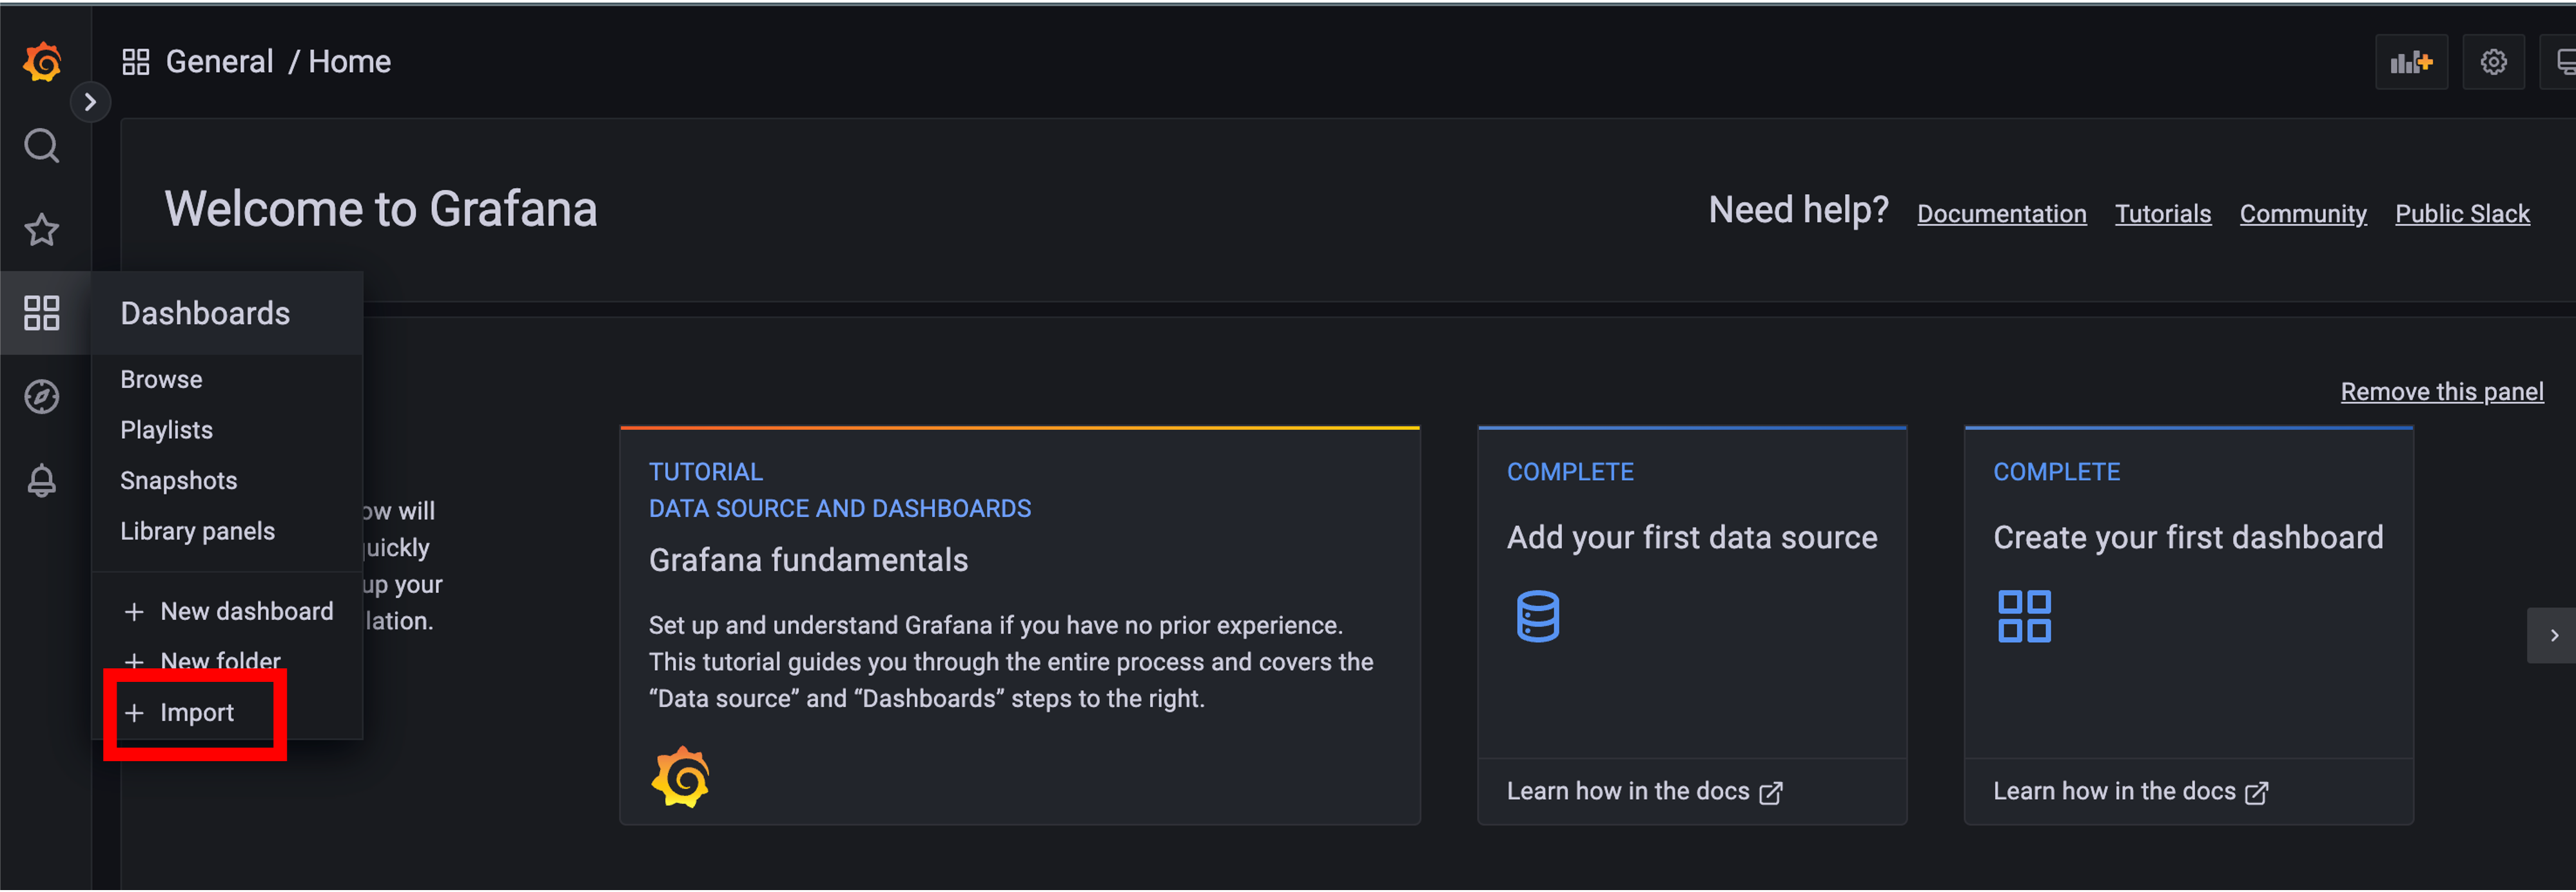 General / Home
Welcome to Grafana
Need help? Documentation Tutorials Community Public Slack
Dashboards
Browse
Playlists
Snapshots
Library panels
New dashboard
New folder
Import
will
up your
Remove this panel
TUTORIAL
DATA SOURCE AND DASHBOARDS
Grafana fundamentals
Set up and understand Grafana if you have no prior experience.
This tutorial guides you through the entire process and covers the
“Data source” and “Dashboards” steps to the right.
COMPLETE
Add your first data source
Learn how in the docs
COMPLETE
Create your first dashboard
Learn how in the docs